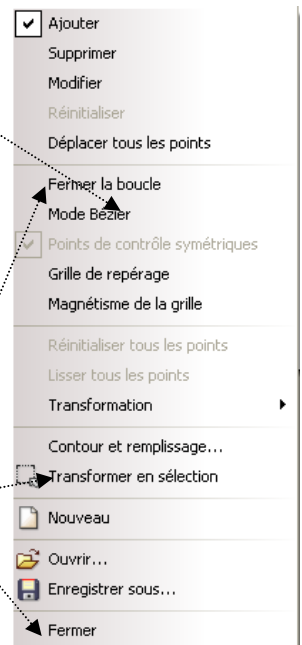 Ajouter
Supprimer
Modifier
Réinitialiser
Déplacer tous les points
Fermer la boucle
Mode Bézier
Points de contrôle symétriques
Grille de repérage
Magnétisme de la grille
Réinitialiser tous les points
Lisser tous les points
Transformation
Contour et remplissage...
Transformer en sélection
Nouveau
Ouvrir...
Enregistrer sous...
Fermer